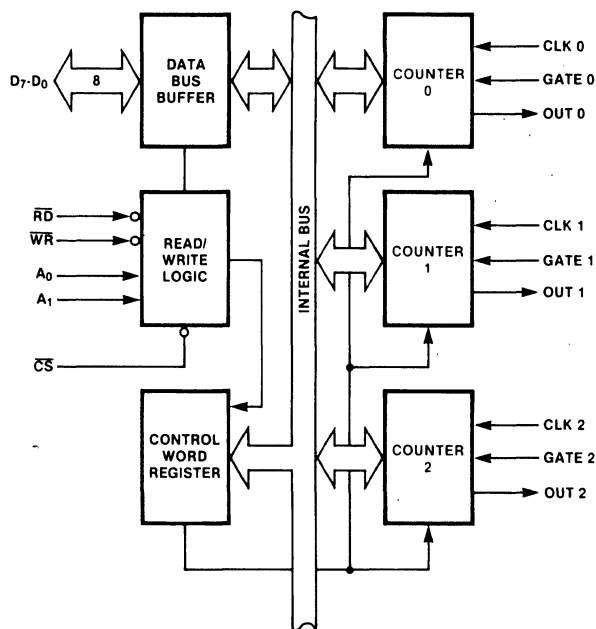 D7-D0
8
DATA
BUS
BUFFER
COUNTER
0
CLK 0
GATE 0
OUT 0
RD
WR
A0
A1
CS
READ/
WRITE
LOGIC
INTERNAL BUS
COUNTER
1
CLK 1
GATE 1
OUT 1
CONTROL
WORD
REGISTER
COUNTER
2
CLK 2
GATE 2
OUT 2